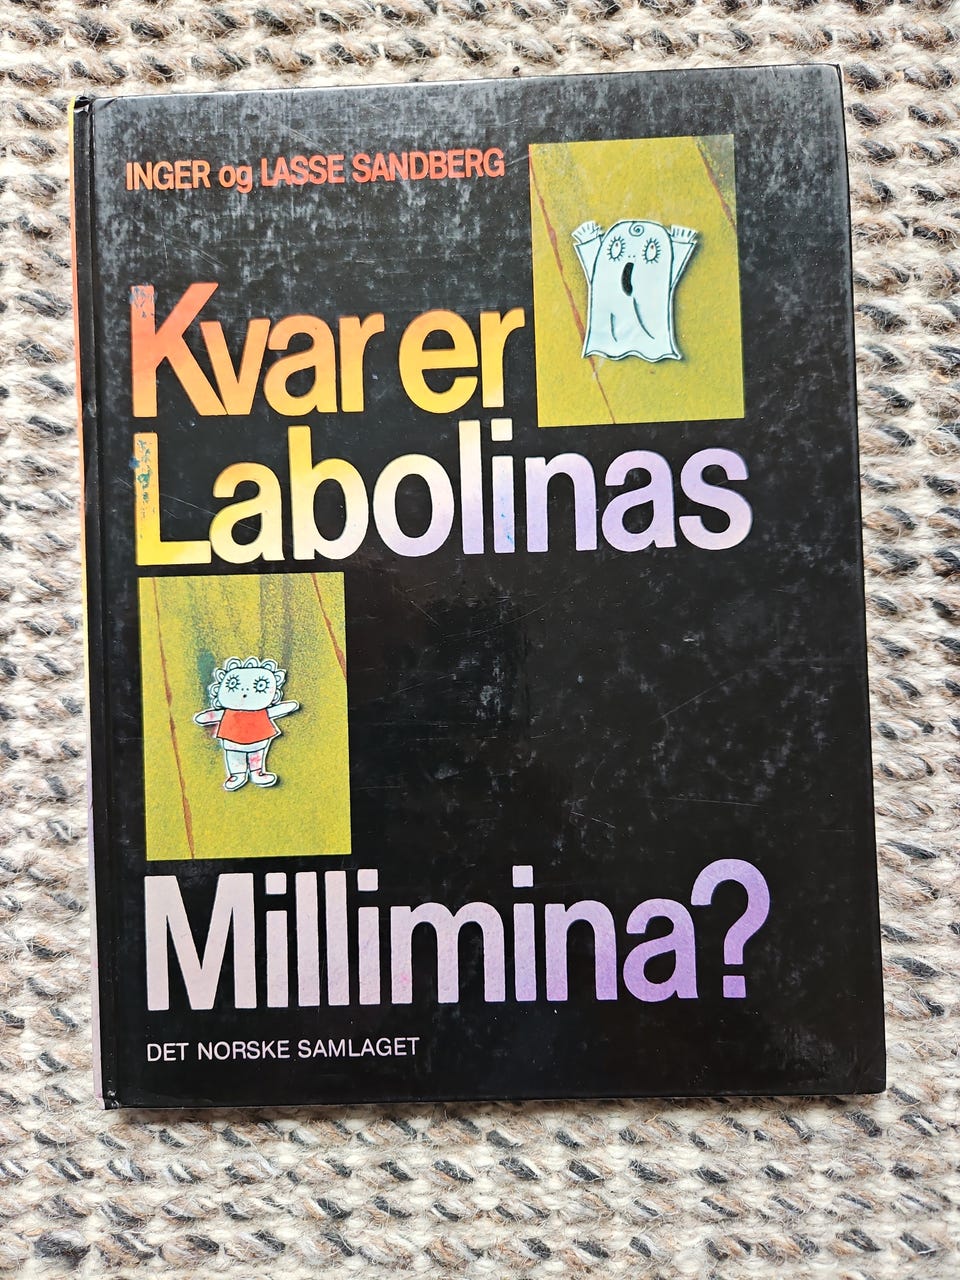 INGER og LASSE SANDBERG
Kvar er
Labolinas
Millimina?
DET NORSKE SAMLAGET